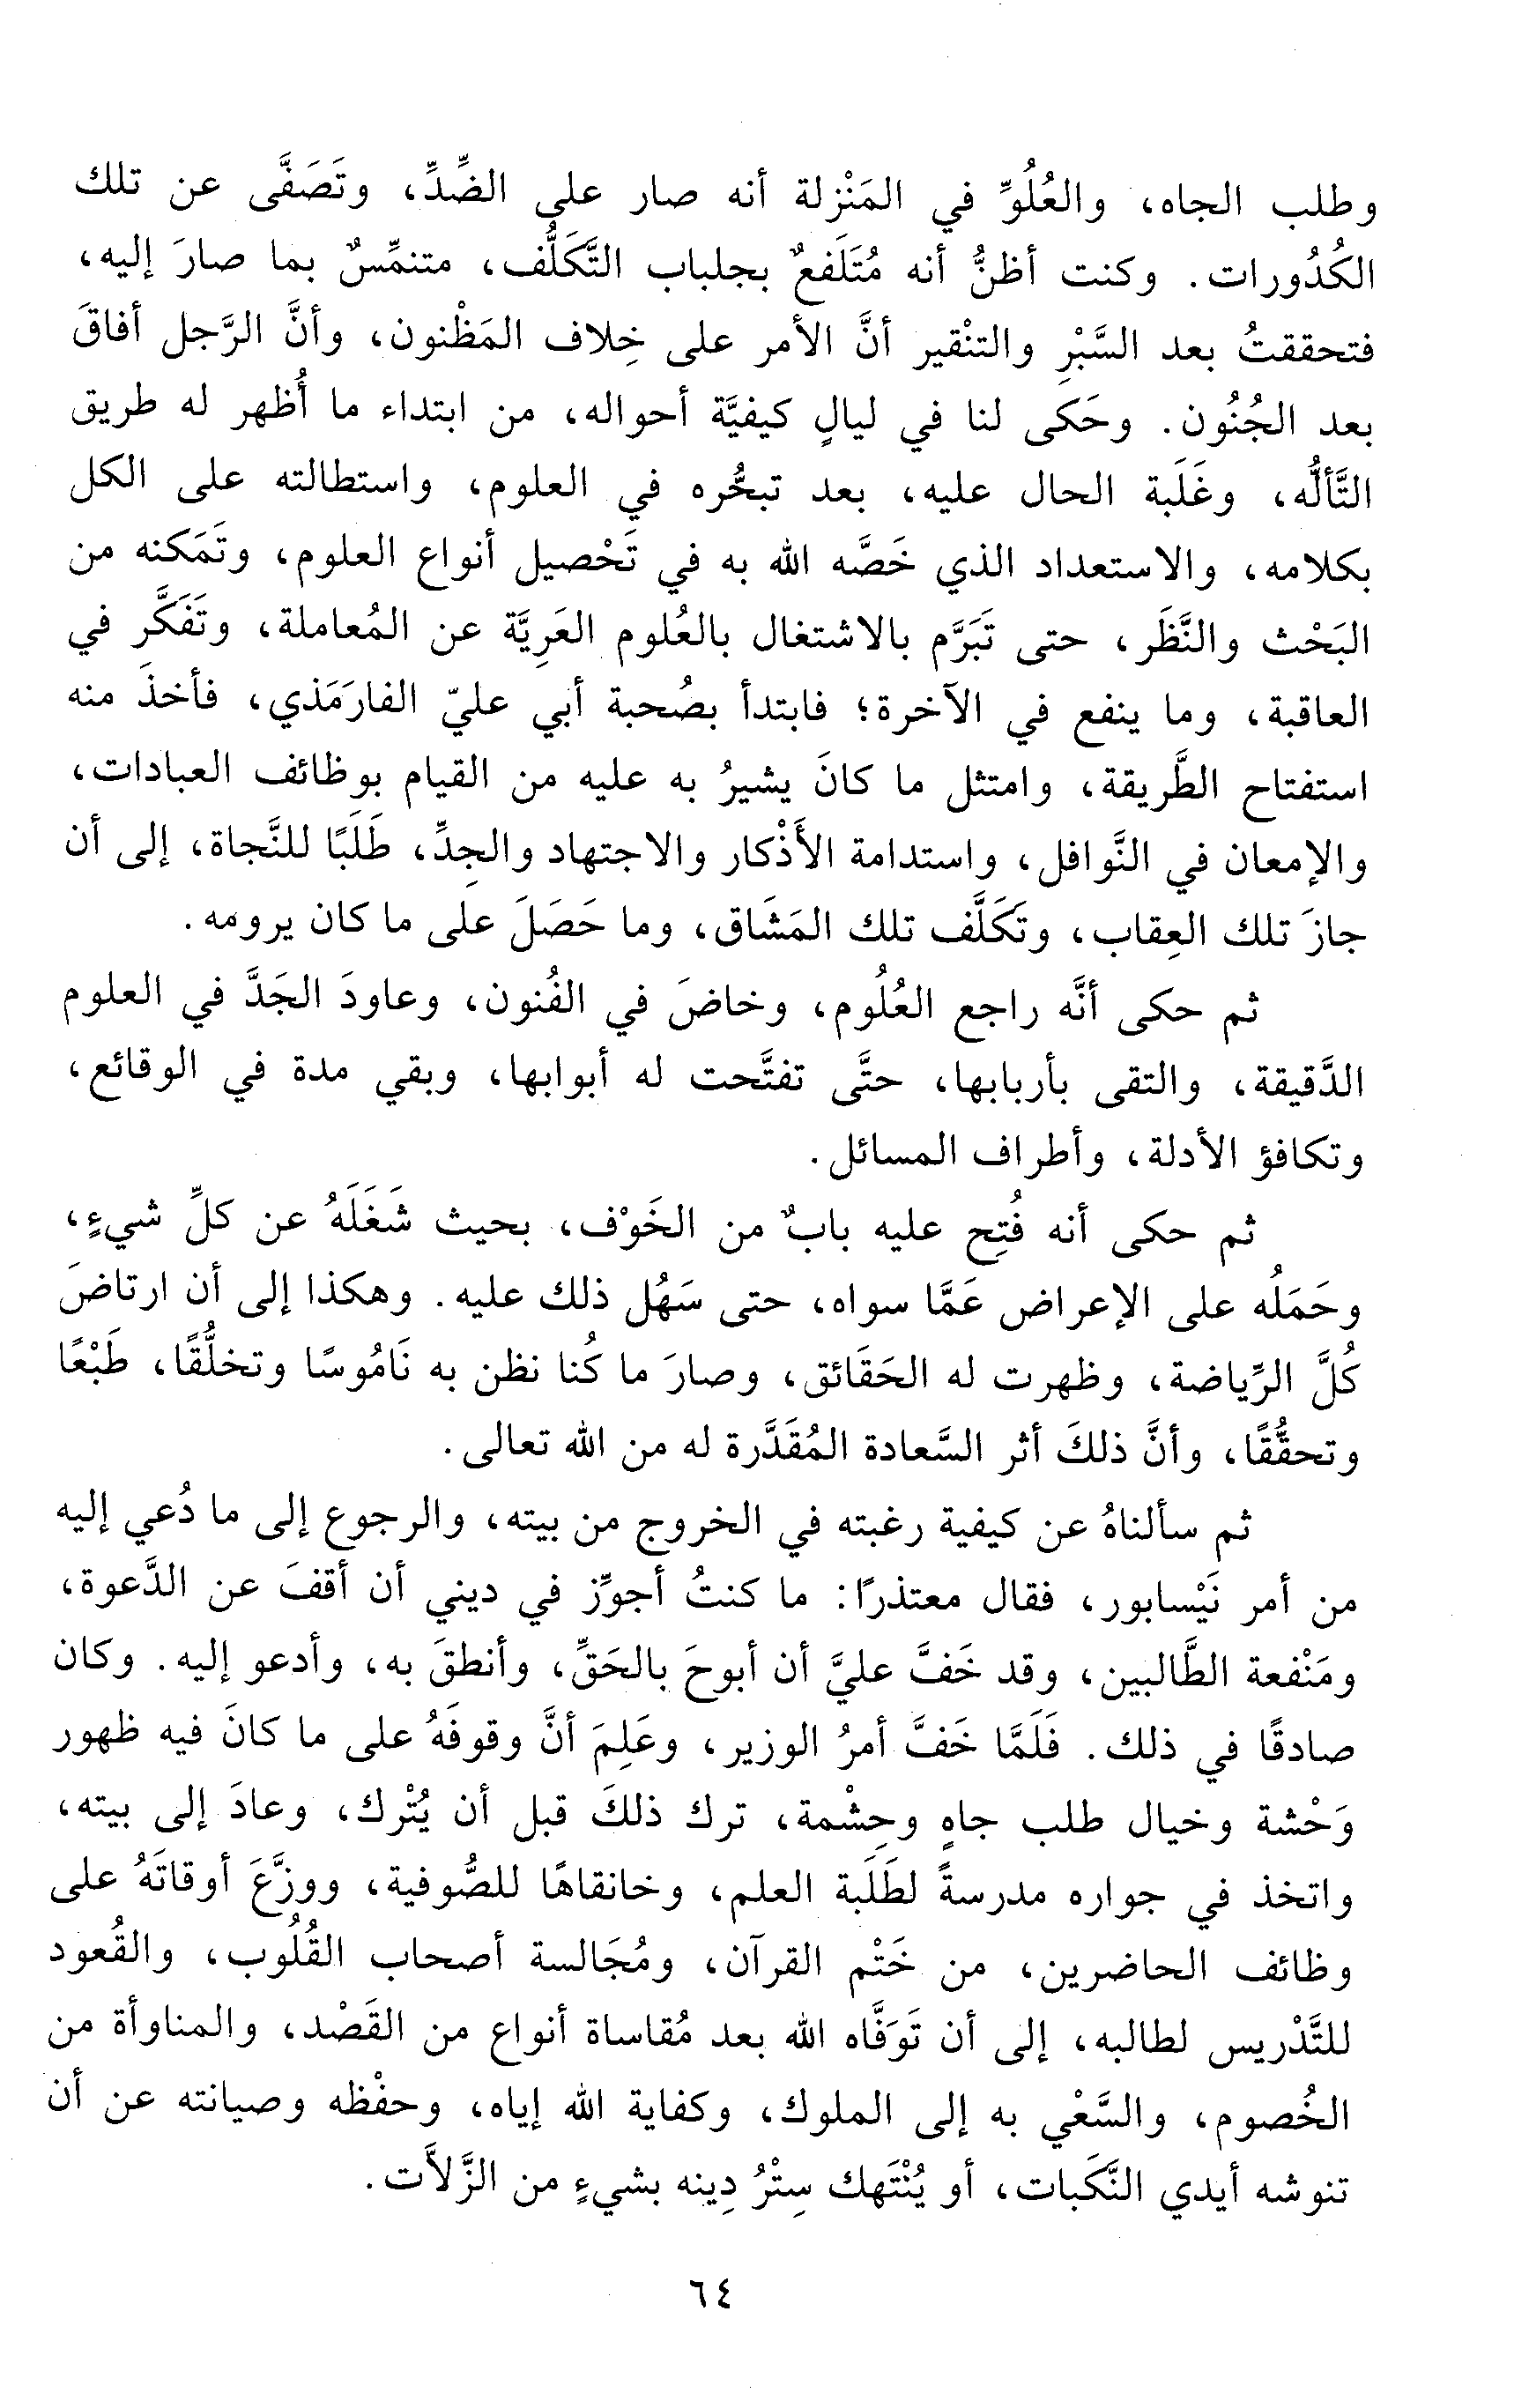 وطلب الجاه، والعُلُوِّ في المَنْزلة أنه صار على الضِّدِّ، وتَصَفَّى عن تلك
الكُدُورات. وكنت أظنُّ أنه مُتَلَفعٌ بجلباب التَّكَلُّف، متنمِّسٌ بما صارَ إليه،
فتحققتُ بعد السَّبْرِ والتنْقير أنَّ الأمر على خِلاف المَظْنون، وأنَّ الرَّجل أفاقَ
بعد الجُنُون. وحَكى لنا في ليالٍ كيفيَّة أحواله، من ابتداء ما أُظهر له طريق
التَّألُّه، وغَلَبة الحال عليه، بعد تبحُّره في العلوم، واستطالته على الكل
بكلامه، والاستعداد الذي خَصَّه الله به في تَحْصيل أنواع العلوم، وتَمَكنه من
البَحْث والنَّظَر، حتى تَبَرَّم بالاشتغال بالعُلوم العَرِيَّة عن المُعاملة، وتَفَكَّر في
العاقبة، وما ينفع في الآخرة؛ فابتدأ بصُحبة أبي عليّ الفارَمَذي، فأخذَ منه
استفتاح الطَّريقة، وامتثل ما كانَ يشيرُ به عليه من القيام بوظائف العبادات،
والإمعان في النَّوافل، واستدامة الأَذْكار والاجتهاد والجِدِّ، طَلَبًا للنَّجاة، إلى أن
جازَ تلك العِقاب، وتَكَلَّف تلك المَشَاق، وما حَصَلَ على ما كان يرومه.
ثم حكى أنَّه راجع العُلُوم، وخاضَ في الفُنون، وعاودَ الجَدَّ في العلوم
الدَّقيقة، والتقى بأربابها، حتَّى تفتَّحت له أبوابها، وبقي مدة في الوقائع،
وتكافؤ الأدلة، وأطراف المسائل.
ثم حكى أنه فُتِح عليه بابٌ من الخَوْف، بحيث شَغَلَهُ عن كلِّ شيءٍ،
وحَمَلُه على الإعراض عَمَّا سواه، حتى سَهُل ذلك عليه. وهكذا إلى أن ارتاضَ
كُلَّ الرِّياضة، وظهرت له الحَقَائق، وصارَ ما كُنا نظن به نَامُوسًا وتخلُّقًا، طَبْعًا
وتحقُّقًا، وأنَّ ذلكَ أثر السَّعادة المُقَدَّرة له من الله تعالى.
ثم سألناهُ عن كيفية رغبته في الخروج من بيته، والرجوع إلى ما دُعي إليه
من أمر نَيْسابور، فقال معتذرًا: ما كنتُ أجوِّز في ديني أن أقفَ عن الدَّعوة،
ومَنْفعة الطَّالبين، وقد خَفَّ عليَّ أن أبوحَ بالحَقِّ، وأنطقَ به، وأدعو إليه. وكان
صادقًا في ذلك. فَلَمَّا خَفَّ أمرُ الوزير، وعَلِمَ أنَّ وقوفَهُ على ما كانَ فيه ظهور
وَحْشة وخيال طلب جاهٍ وحِشْمة، ترك ذلكَ قبل أن يُتْرك، وعادَ إلى بيته،
واتخذ في جواره مدرسةً لطَلَبة العلم، وخانقاهًا للصُّوفية، ووزَّعَ أوقاتَهُ على
وظائف الحاضرين، من خَتْم القرآن، ومُجَالسة أصحاب القُلُوب، والقُعود
للتَّدْريس لطالبه، إلى أن تَوَفَّاه الله بعد مُقاساة أنواع من القَصْد، والمناوأة من
الخُصوم، والسَّعْي به إلى الملوك، وكفاية الله إياه، وحفْظه وصيانته عن أن
تنوشه أيدي النَّكَبات، أو يُنْتَهك سِتْرُ دِينه بشيءٍ من الزَّلاَّت.
٦٤